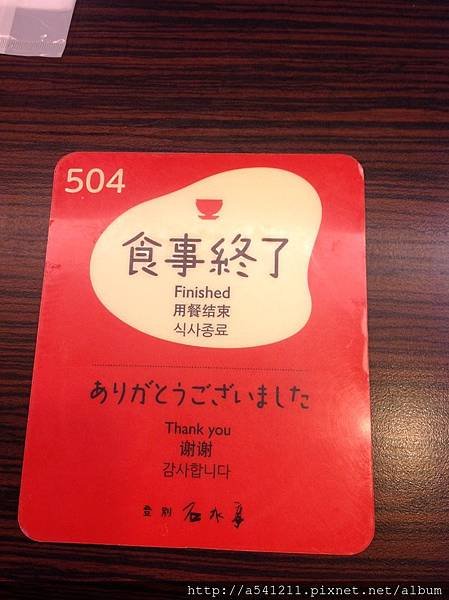 504
食事終了
Finished
用餐结束
식사종료
ありがとうございました
Thank you
谢谢
감사합니다
登別 石水亭
http://a541211.pixnet.net/album